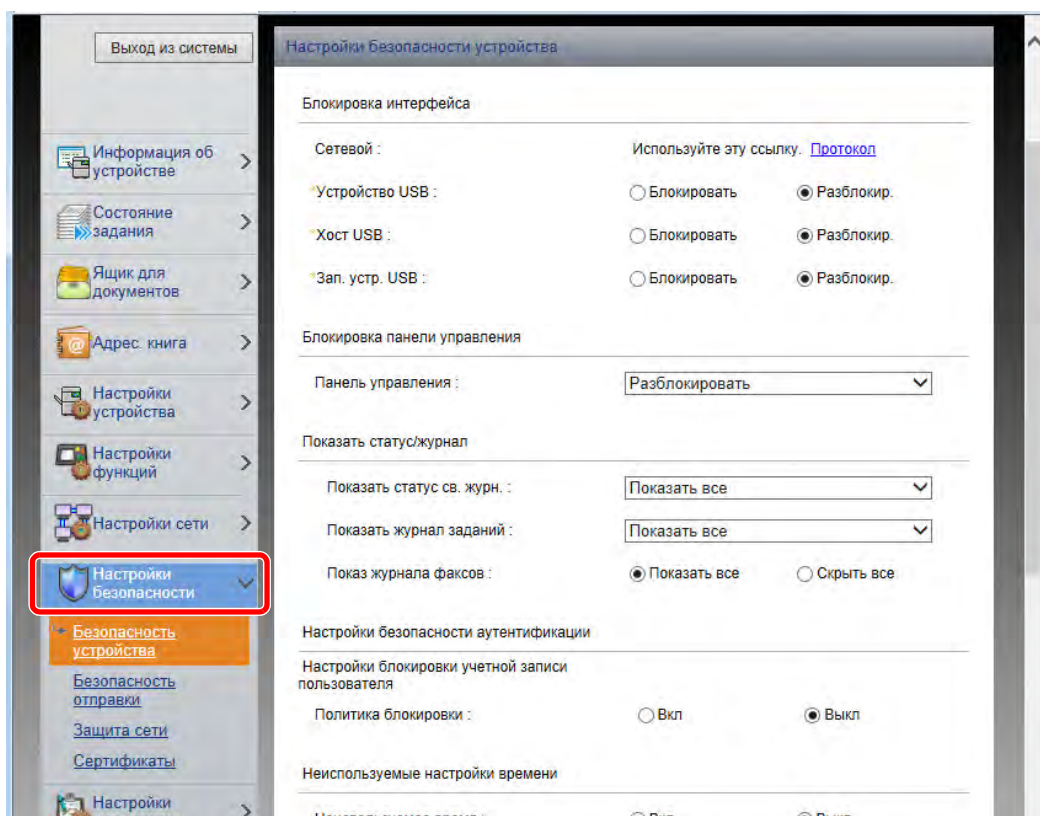 Выход из системы
Информация об
устройстве
Состояние
задания
Ящик для
документов
Адрес. книга
Настройки
устройства
Настройки
функций
Настройки сети
Настройки
безопасности
Безопасность
устройства
Безопасность
отправки
Защита сети
Сертификаты
Настройки
Настройки безопасности устройства
Блокировка интерфейса
Сетевой : Используйте эту ссылку. Протокол
*Устройство USB : Блокировать Разблокир.
*Хост USB : Блокировать Разблокир.
*Зап. устр. USB : Блокировать Разблокир.
Блокировка панели управления
Панель управления : Разблокировать
Показать статус/журнал
Показать статус св. журн. : Показать все
Показать журнал заданий : Показать все
Показ журнала факсов : Показать все Скрыть все
Настройки безопасности аутентификации
Настройки блокировки учетной записи
пользователя
Политика блокировки : Вкл Выкл
Неиспользуемые настройки времени